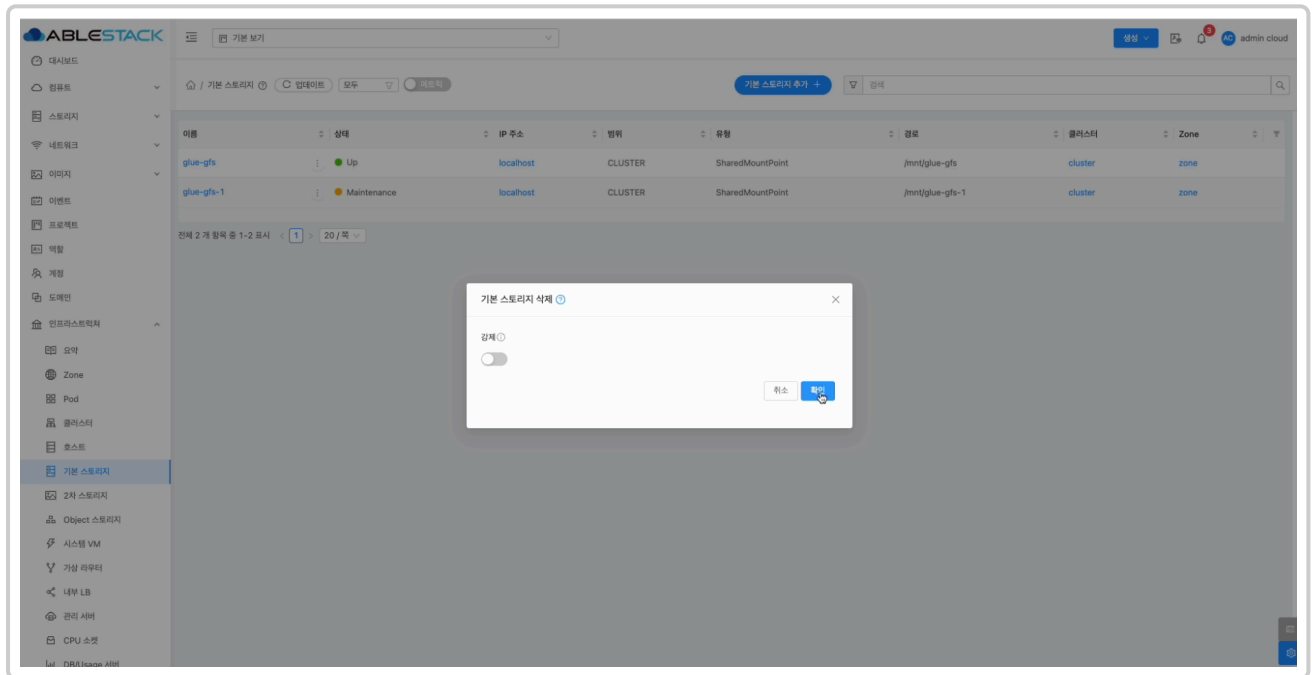 ABLESTACK
기본 보기
생성
3
AC admin cloud
대시보드
컴퓨트
스토리지
네트워크
이미지
이벤트
프로젝트
역할
계정
도메인
인프라스트럭쳐
요약
Zone
Pod
클러스터
호스트
기본 스토리지
2차 스토리지
Object 스토리지
시스템 VM
가상 라우터
내부 LB
관리 서버
CPU 소켓
DB/Usage 서버
/ 기본 스토리지 업데이트 모두 메트릭
기본 스토리지 추가 +
검색
이름 상태 IP 주소 범위 유형 경로 클러스터 Zone
glue-gfs Up localhost CLUSTER SharedMountPoint /mnt/glue-gfs cluster zone
glue-gfs-1 Maintenance localhost CLUSTER SharedMountPoint /mnt/glue-gfs-1 cluster zone
전체 2 개 항목 중 1-2 표시 < 1 > 20 / 쪽
기본 스토리지 삭제
강제
취소 확인